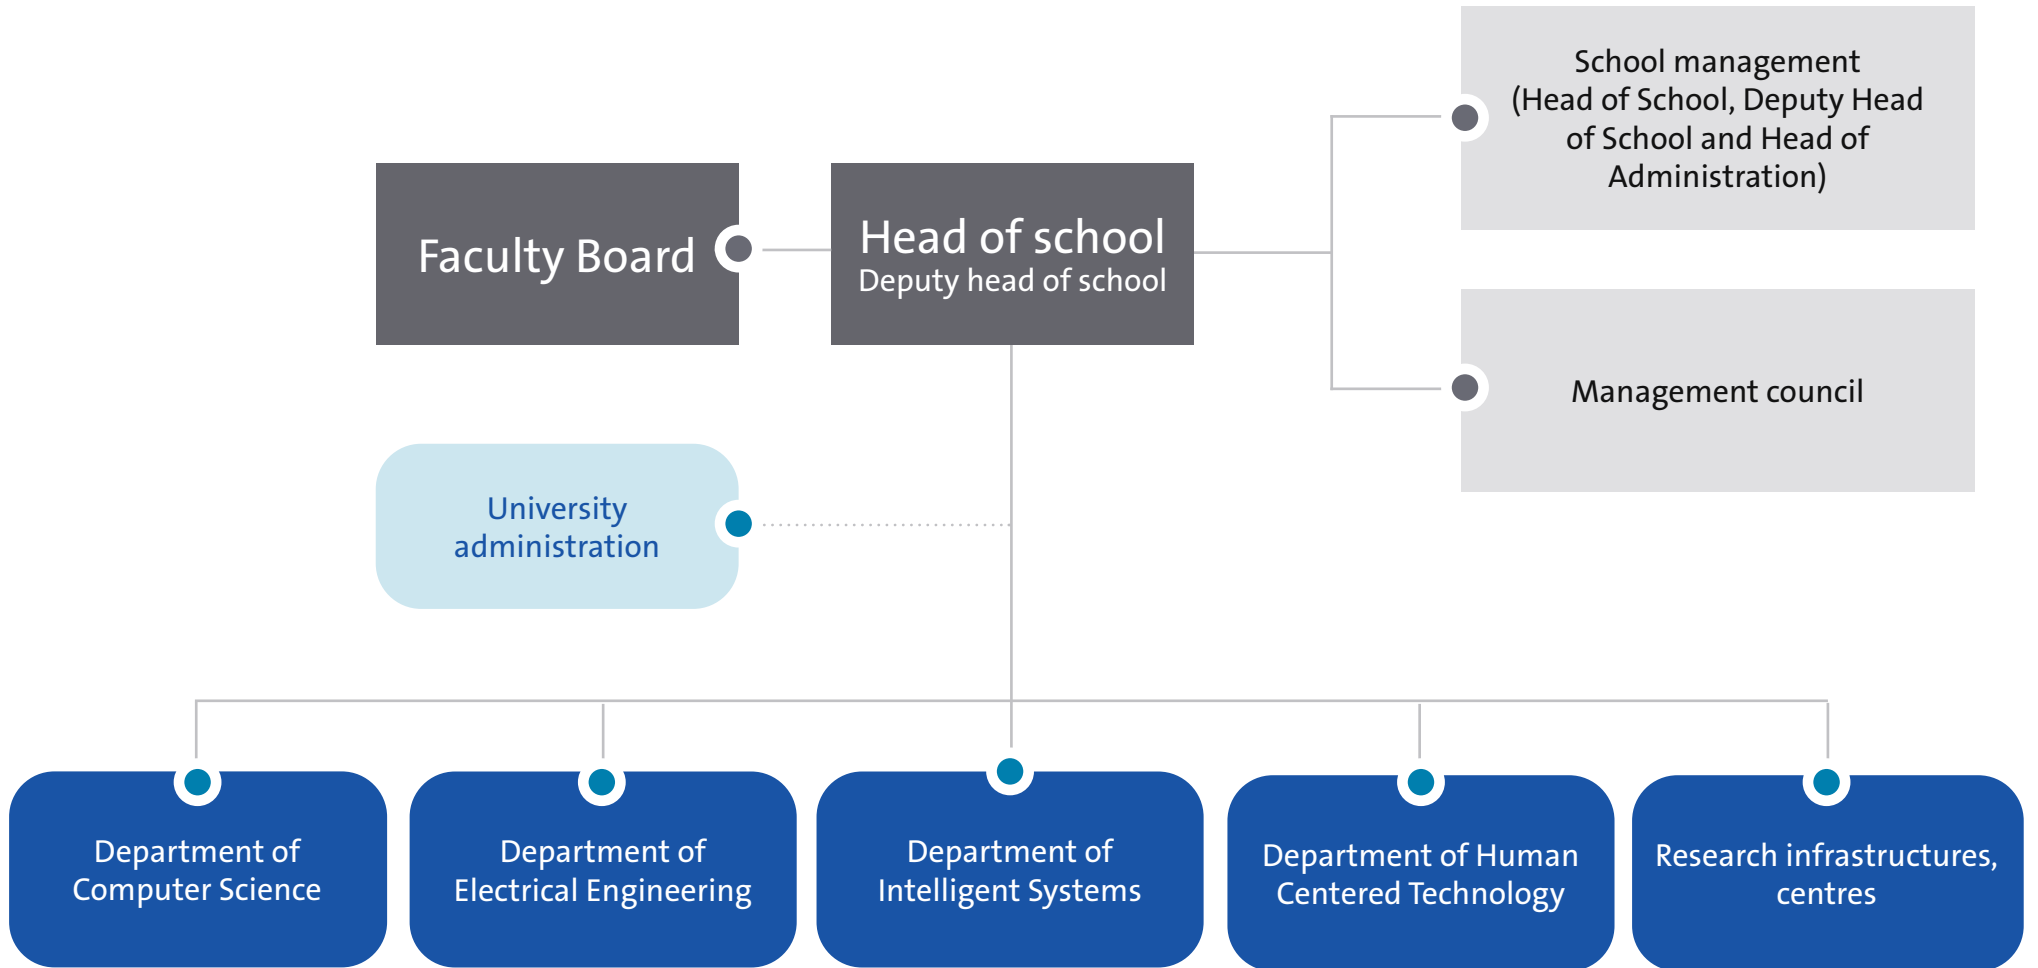 School management
(Head of School, Deputy Head
of School and Head of
Administration)
Faculty Board
Head of school
Deputy head of school
Management council
University
administration
Department of
Computer Science
Department of
Electrical Engineering
Department of
Intelligent Systems
Department of Human
Centered Technology
Research infrastructures,
centres